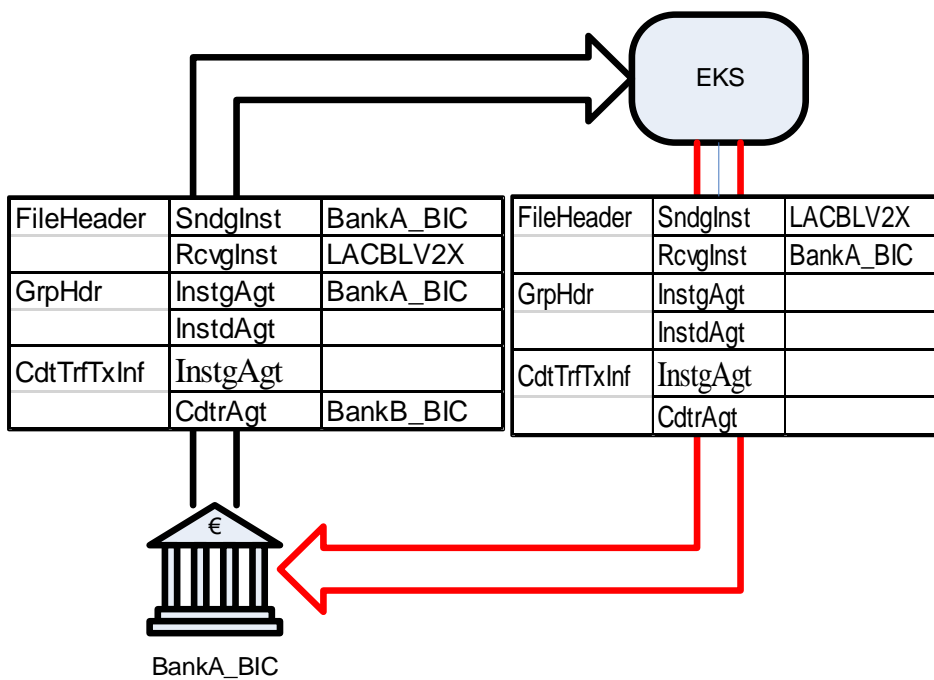 EKS
FileHeader SndgInst BankA_BIC
RcvgInst LACBLV2X
GrpHdr InstgAgt BankA_BIC
InstdAgt
CdtTrfTxInf InstgAgt
CdtrAgt BankB_BIC
FileHeader SndgInst LACBLV2X
RcvgInst BankA_BIC
GrpHdr InstgAgt
InstdAgt
CdtTrfTxInf InstgAgt
CdtrAgt
€
BankA_BIC